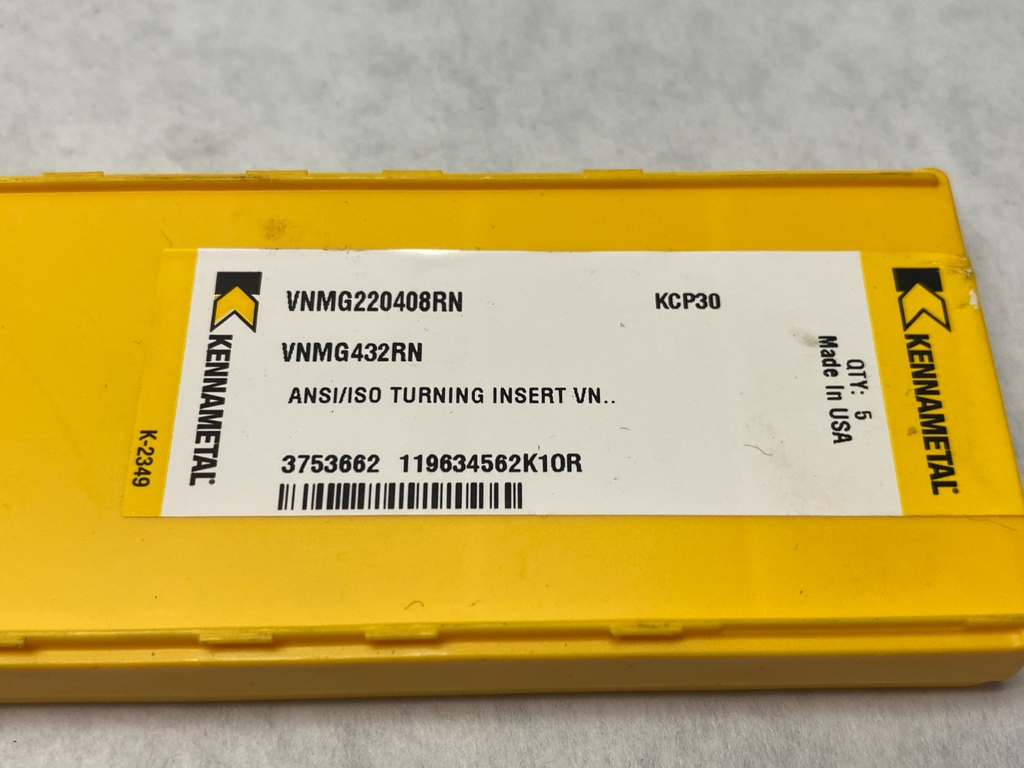 KENNAMETAL
K-2349
VNMG220408RN KCP30
VNMG432RN
ANSI/ISO TURNING INSERT VN..
3753662 119634562K10R
QTY: 5
Made In USA
KENNAMETAL